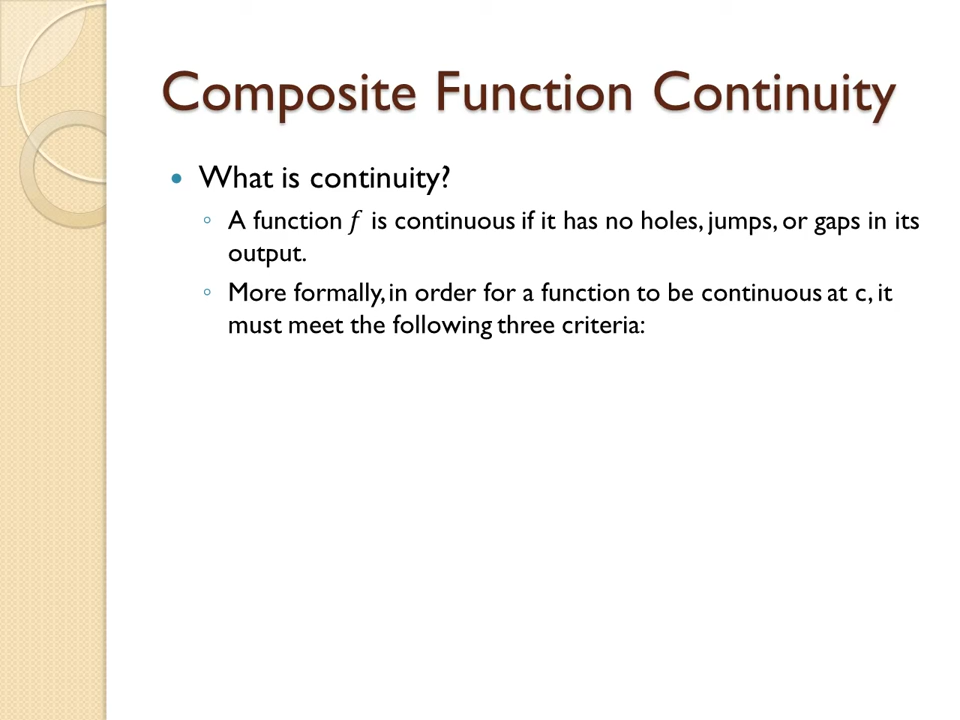 Composite Function Continuity
• What is continuity?
◦ A function f is continuous if it has no holes, jumps, or gaps in its
output.
◦ More formally, in order for a function to be continuous at c, it
must meet the following three criteria: